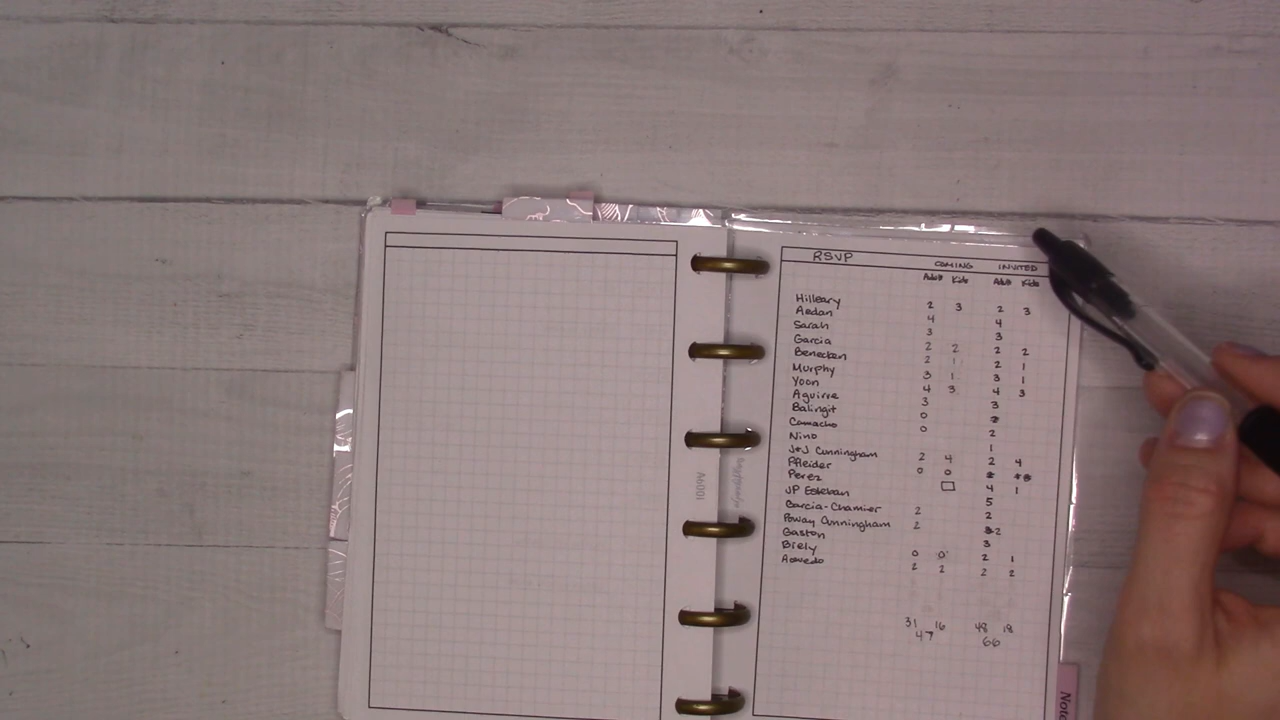 RSVP COMING INVITED
Adult Kids Adult Kids
Hilleary 2 3 2 3
Aedan 4 4
Sarah 3 3
Garcia 2 2 2 2
Benecken 2 1 2 1
Murphy 3 1 3 1
Yoon 4 3 4 3
Aguirre 3 3
Balingit 0
Camacho 0 2
Nino 1
J+J Cunningham 2 4 2 4
Pfleider 0 0
Perez 4 1
JP Esteban 5
Garcia-Chamier 2 2
Poway Cunningham 2 2
Gaston 3
Briely 0 0 2 1
Acevedo 2 2 2 2
31 16 48 18
47 66
A6001
Note